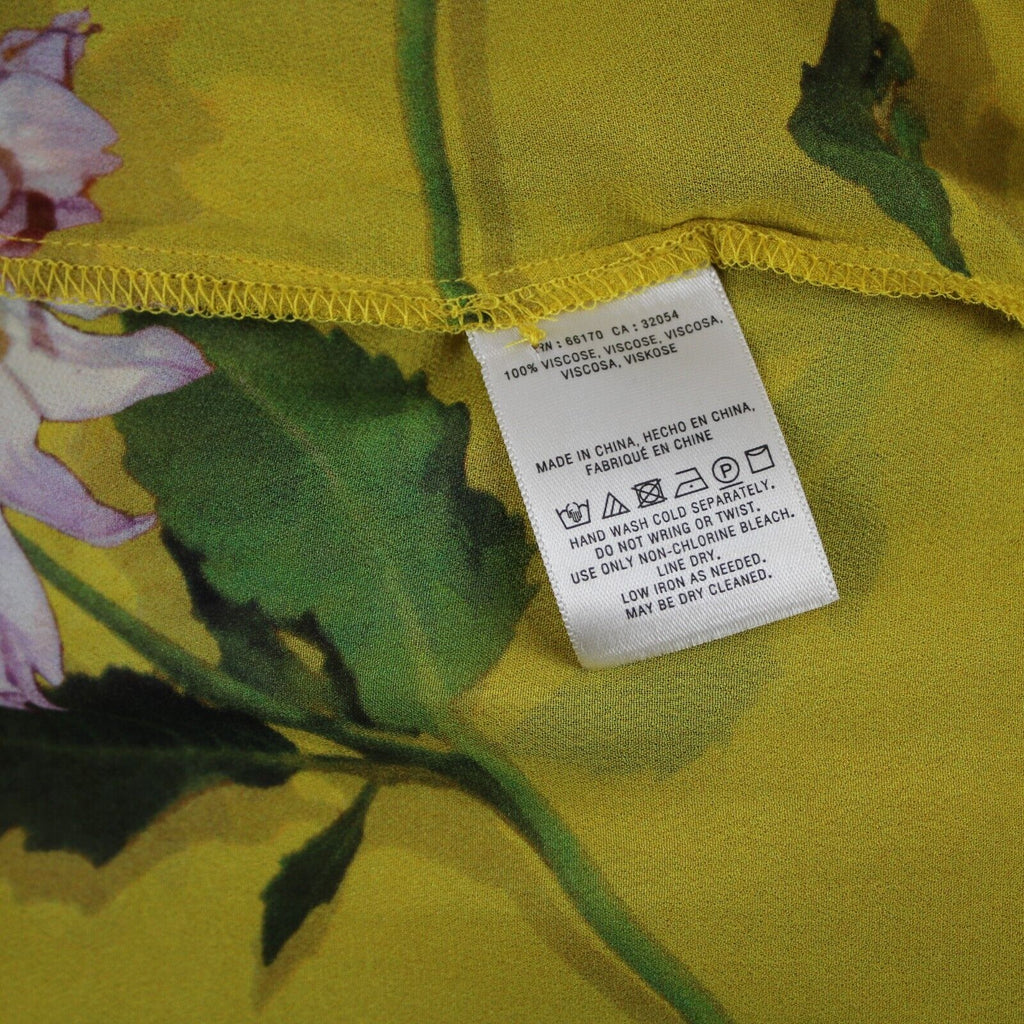 RN : 66170 CA : 32054
100% VISCOSE, VISCOSE, VISCOSA,
VISCOSA, VISKOSE
MADE IN CHINA, HECHO EN CHINA,
FABRIQUÉ EN CHINE
P
HAND WASH COLD SEPARATELY.
DO NOT WRING OR TWIST.
USE ONLY NON-CHLORINE BLEACH.
LINE DRY.
LOW IRON AS NEEDED.
MAY BE DRY CLEANED.